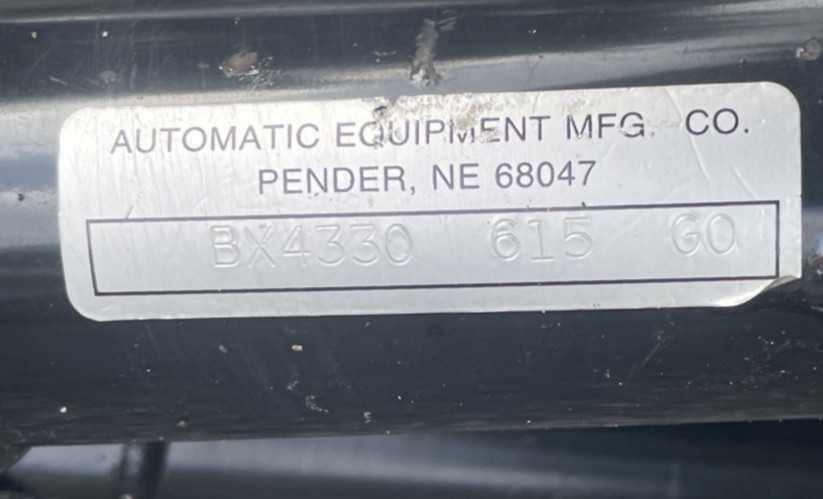 AUTOMATIC EQUIPMENT MFG. CO.
PENDER, NE 68047
BX4330 615 GO